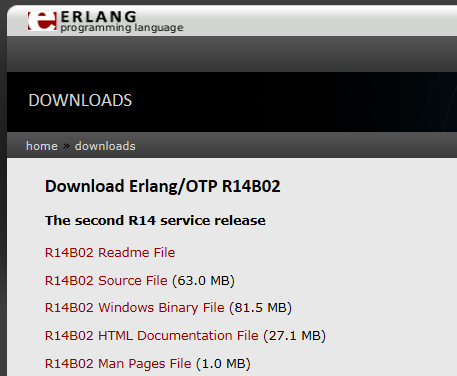 ERLANG
programming language
DOWNLOADS
home » downloads
Download Erlang/OTP R14B02
The second R14 service release
R14B02 Readme File
R14B02 Source File (63.0 MB)
R14B02 Windows Binary File (81.5 MB)
R14B02 HTML Documentation File (27.1 MB)
R14B02 Man Pages File (1.0 MB)